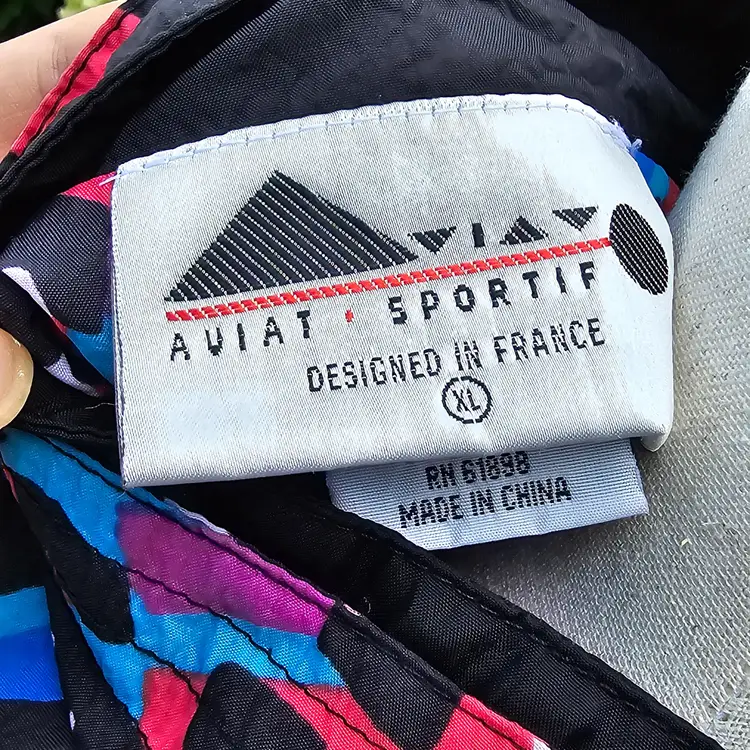 AVIAT • SPORTIF
DESIGNED IN FRANCE
XL
RN 61898
MADE IN CHINA